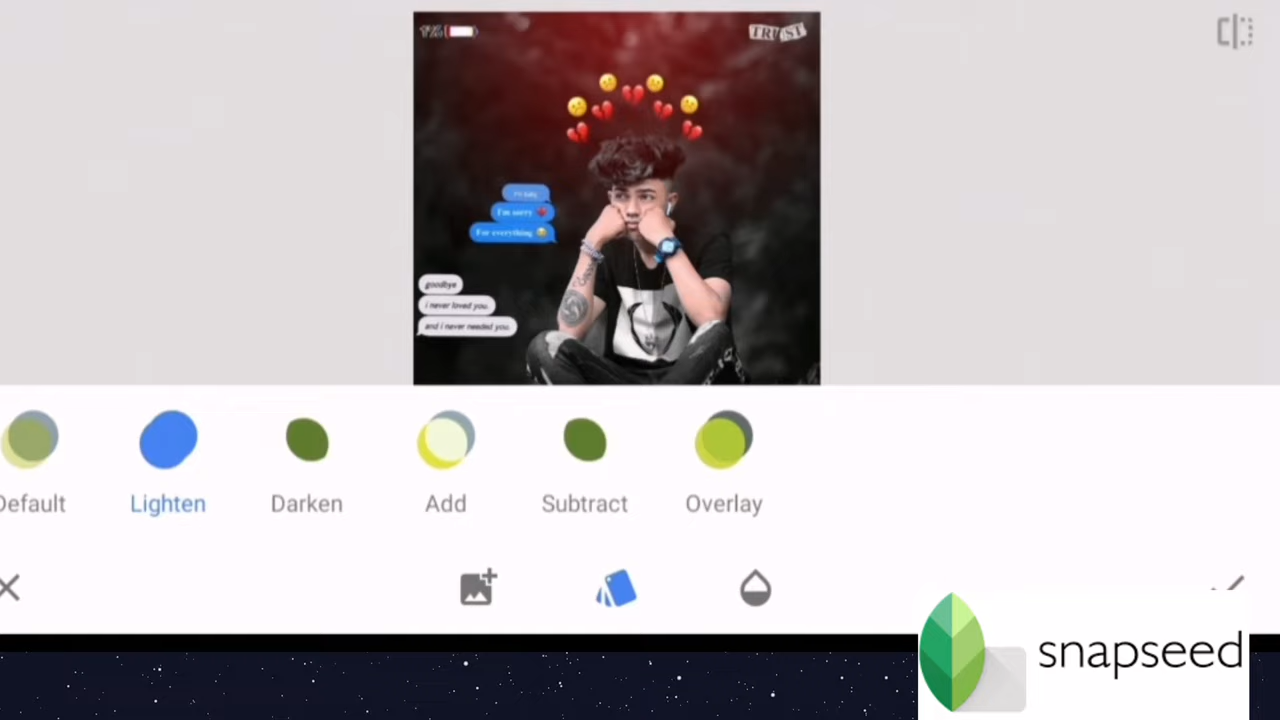 1%
TRUST
I'm sorry
For everything
goodbye
i never loved you.
and i never needed you.
Default
Lighten
Darken
Add
Subtract
Overlay
snapseed